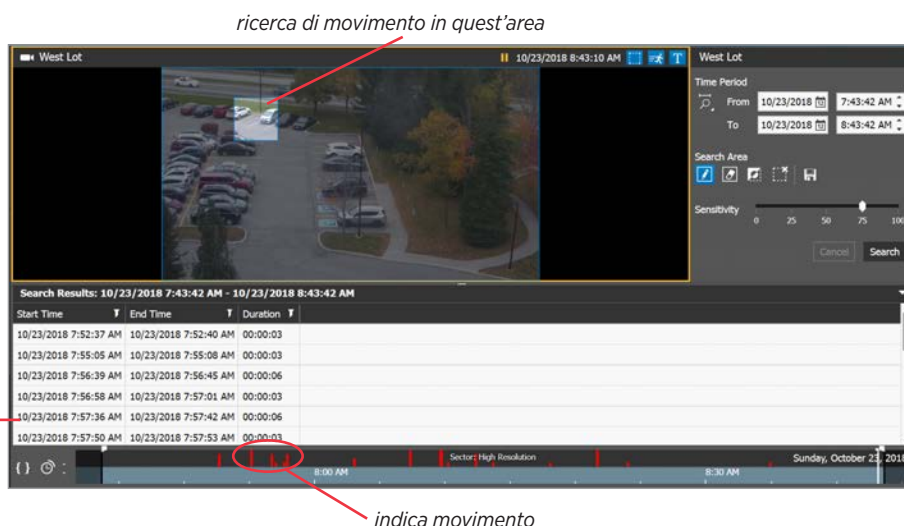 ricerca di movimento in quest'area
West Lot
10/23/2018 8:43:10 AM
T
West Lot
Time Period
From 10/23/2018 7:43:42 AM
To 10/23/2018 8:43:42 AM
Search Area
Sensitivity
0 25 50 75 100
Cancel Search
Search Results: 10/23/2018 7:43:42 AM - 10/23/2018 8:43:42 AM
Start Time End Time Duration
10/23/2018 7:52:37 AM 10/23/2018 7:52:40 AM 00:00:03
10/23/2018 7:55:05 AM 10/23/2018 7:55:08 AM 00:00:03
10/23/2018 7:56:39 AM 10/23/2018 7:56:45 AM 00:00:06
10/23/2018 7:56:58 AM 10/23/2018 7:57:01 AM 00:00:03
10/23/2018 7:57:36 AM 10/23/2018 7:57:42 AM 00:00:06
10/23/2018 7:57:50 AM 10/23/2018 7:57:53 AM 00:00:03
Sector: High Resolution
Sunday, October 23, 2018
8:00 AM 8:30 AM
indica movimento